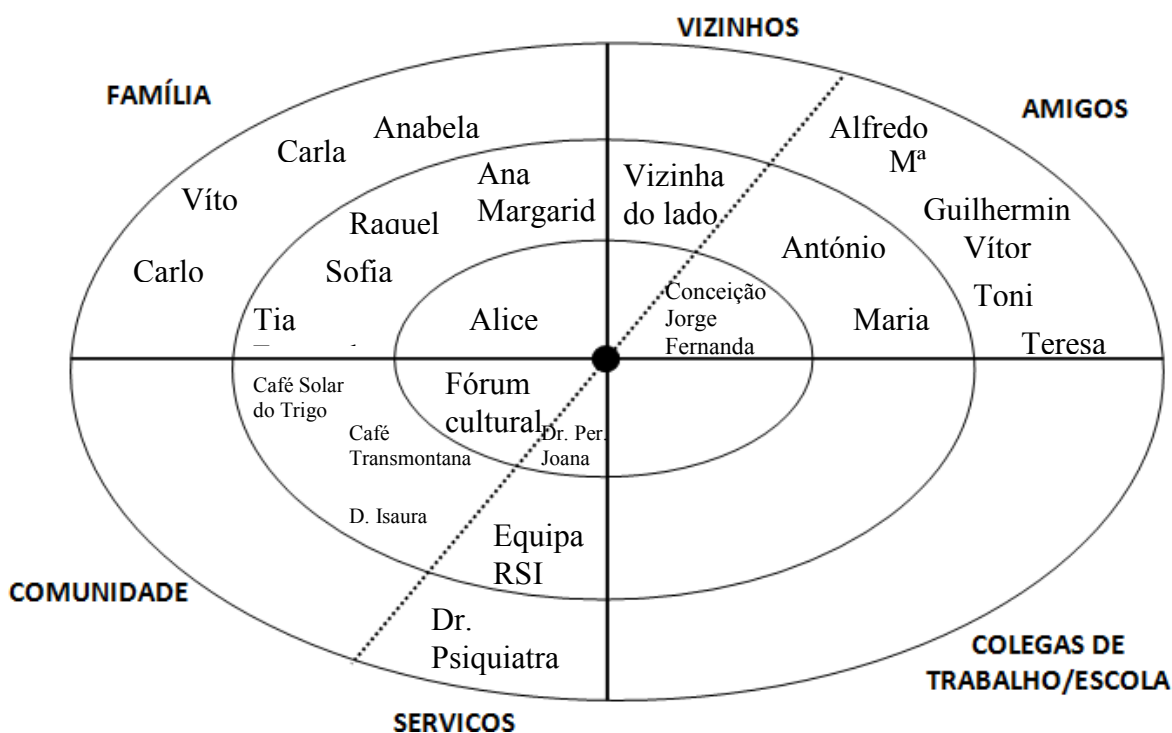 VIZINHOS
FAMÍLIA
AMIGOS
Anabela
Carla
Víto
Carlo
Ana
Margarid
Raquel
Sofia
Tia
Alice
Vizinha
do lado
Alfredo
Mª
Guilhermin
Vítor
Toni
Teresa
António
Maria
Conceição
Jorge
Fernanda
Café Solar
do Trigo
Café
Transmontana
D. Isaura
Fórum
cultural
Dr. Per.
Joana
Equipa
RSI
Dr.
Psiquiatra
COMUNIDADE
SERVICOS
COLEGAS DE
TRABALHO/ESCOLA